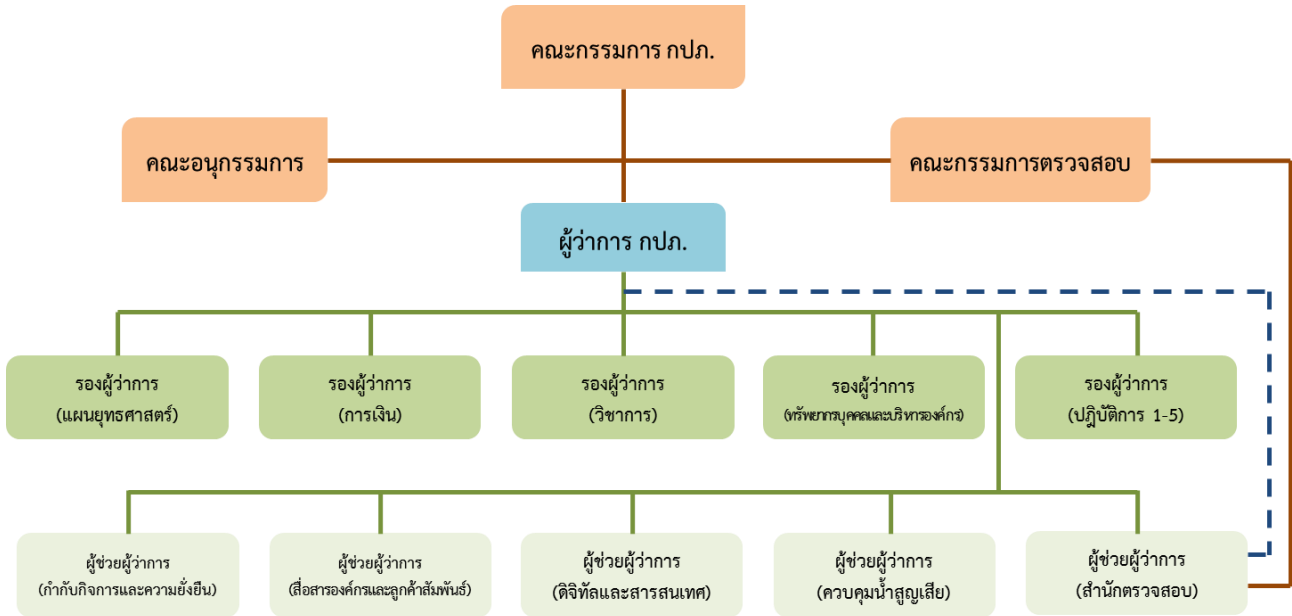 คณะกรรมการ กปภ.
คณะอนุกรรมการ
คณะกรรมการตรวจสอบ
ผู้ว่าการ กปภ.
รองผู้ว่าการ
(แผนยุทธศาสตร์)
รองผู้ว่าการ
(การเงิน)
รองผู้ว่าการ
(วิชาการ)
รองผู้ว่าการ
(ทรัพยากรบุคคลและบริหารองค์กร)
รองผู้ว่าการ
(ปฏิบัติการ 1-5)
ผู้ช่วยผู้ว่าการ
(กำกับกิจการและความยั่งยืน)
ผู้ช่วยผู้ว่าการ
(สื่อสารองค์กรและลูกค้าสัมพันธ์)
ผู้ช่วยผู้ว่าการ
(ดิจิทัลและสารสนเทศ)
ผู้ช่วยผู้ว่าการ
(ควบคุมน้ำสูญเสีย)
ผู้ช่วยผู้ว่าการ
(สำนักตรวจสอบ)